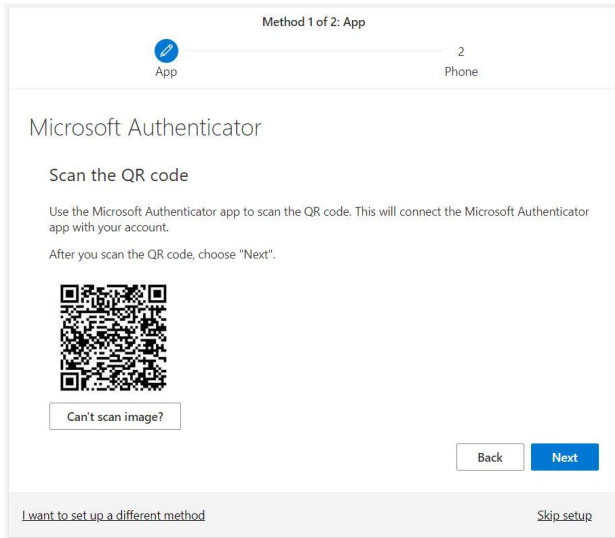 Method 1 of 2: App
2
App
Phone
Microsoft Authenticator
Scan the QR code
Use the Microsoft Authenticator app to scan the QR code. This will connect the Microsoft Authenticator
app with your account.
After you scan the QR code, choose "Next".
Can't scan image?
Back
Next
I want to set up a different method
Skip setup